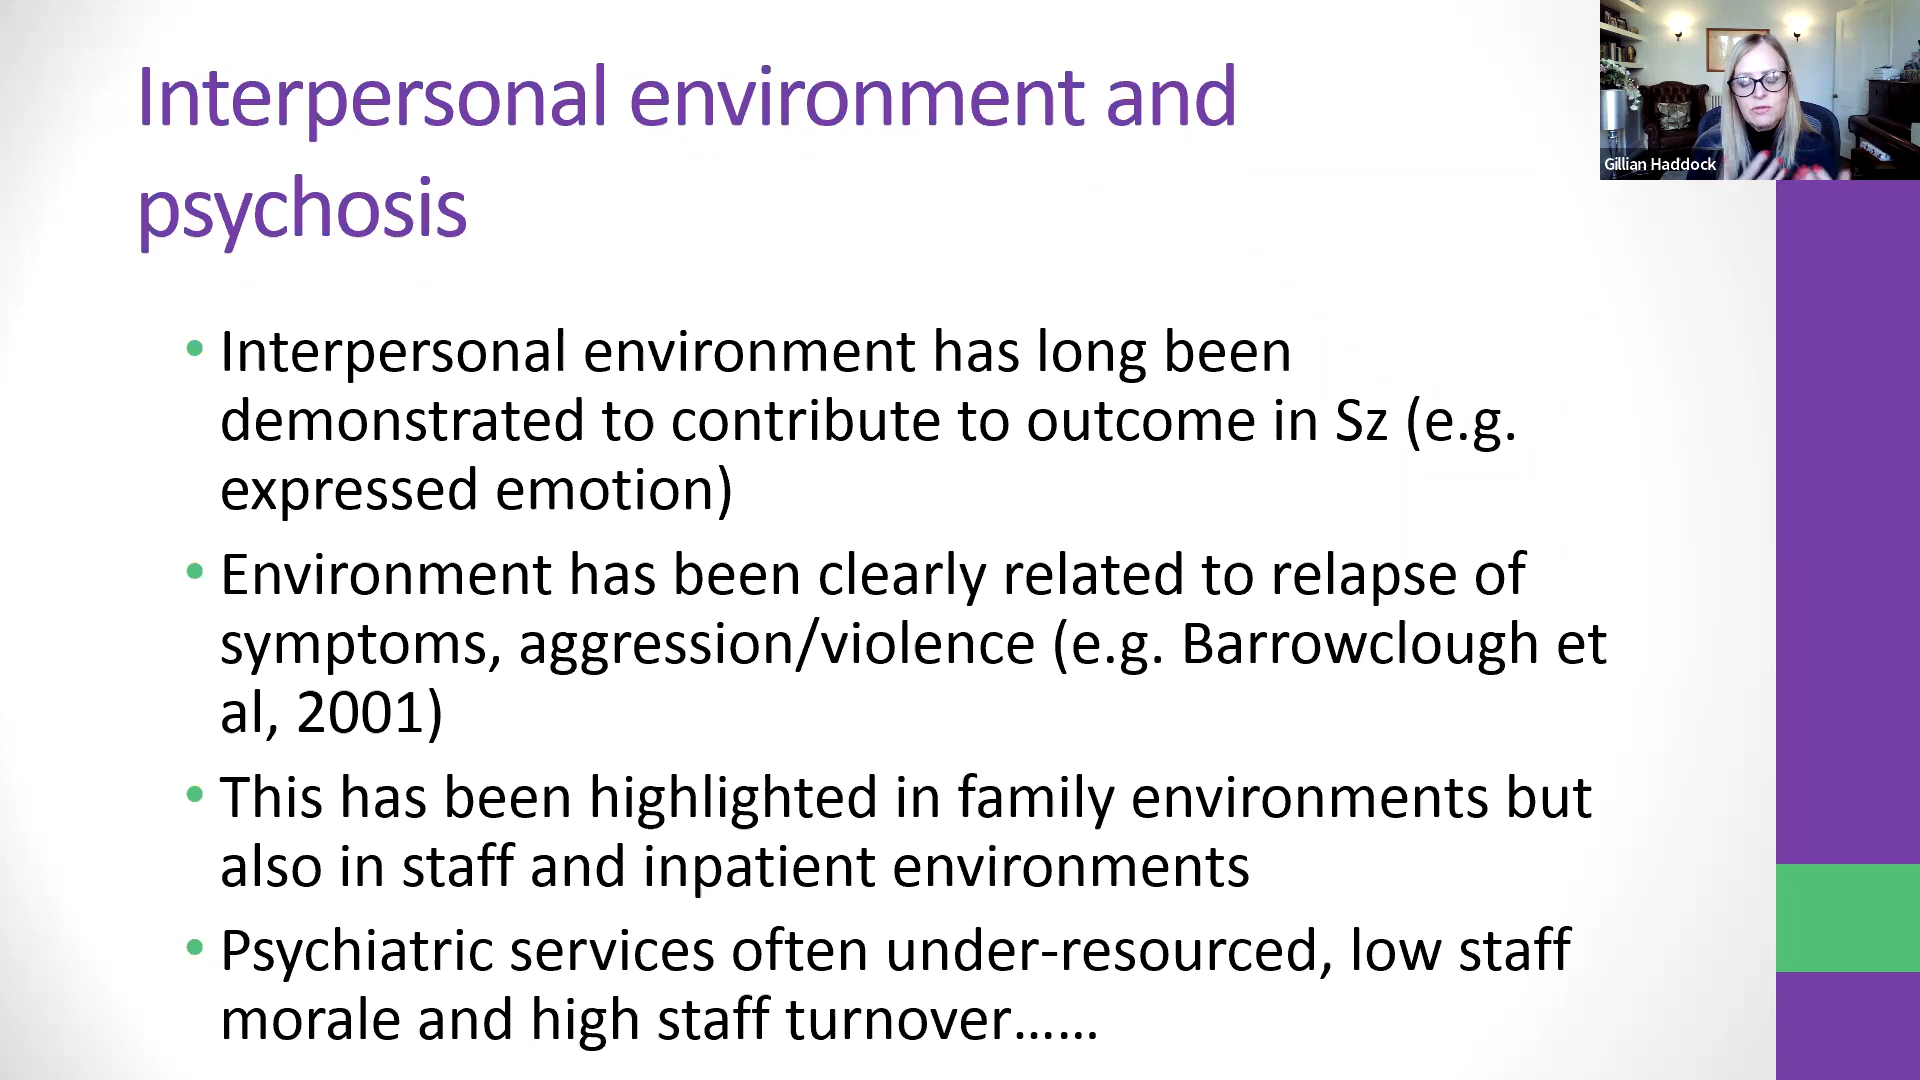 Interpersonal environment and
psychosis
Gillian Haddock
• Interpersonal environment has long been
demonstrated to contribute to outcome in Sz (e.g.
expressed emotion)
• Environment has been clearly related to relapse of
symptoms, aggression/violence (e.g. Barrowclough et
al, 2001)
• This has been highlighted in family environments but
also in staff and inpatient environments
• Psychiatric services often under-resourced, low staff
morale and high staff turnover……